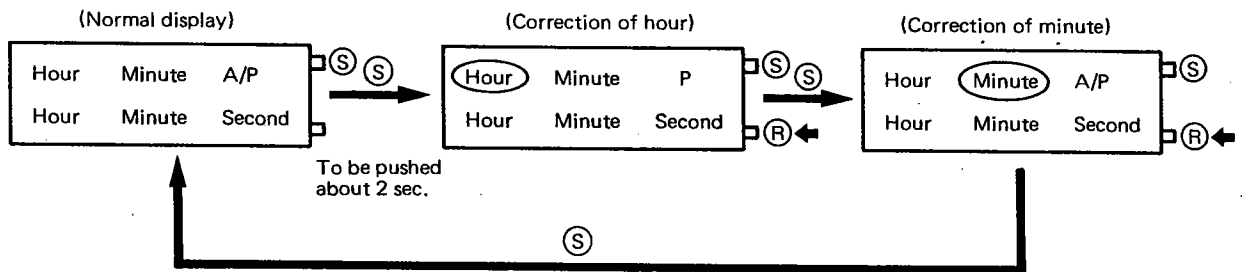 (Normal display)
Hour Minute A/P
Hour Minute Second
S
S
To be pushed
about 2 sec.
(Correction of hour)
Hour Minute P
Hour Minute Second
S
R
S
(Correction of minute)
Hour Minute A/P
Hour Minute Second
S
R
S